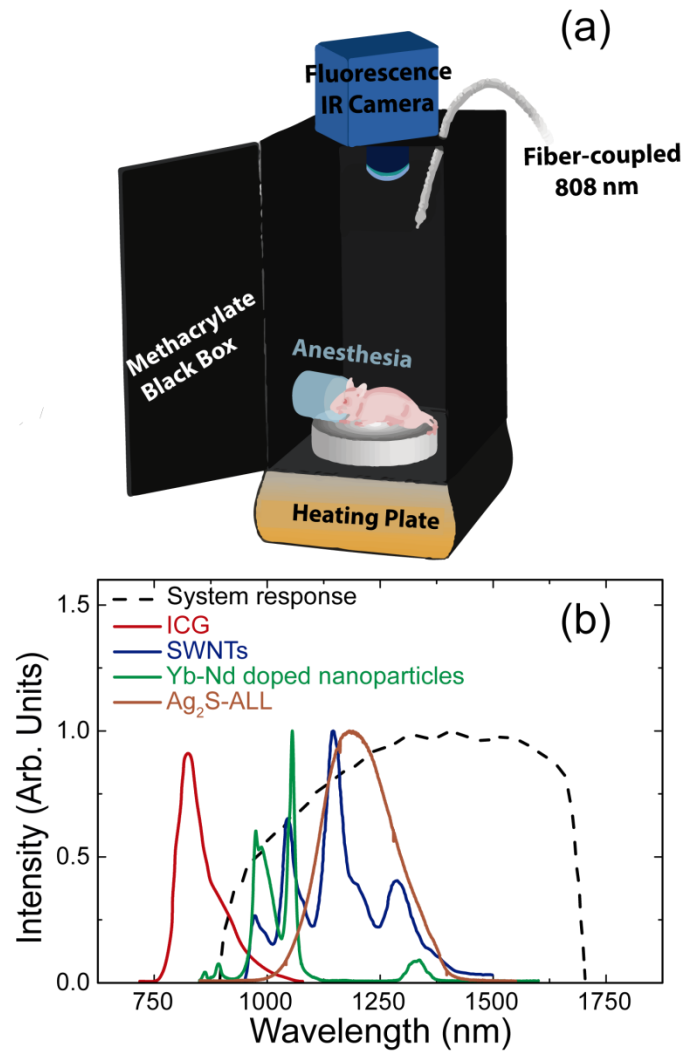 (a)
Fluorescence
IR Camera
Fiber-coupled
808 nm
Methacrylate
Black Box
Anesthesia
Heating Plate
(b)
System response
ICG
SWNTs
Yb-Nd doped nanoparticles
Ag₂S-ALL
1.5
1.0
0.5
0.0
Intensity (Arb. Units)
750 1000 1250 1500 1750
Wavelength (nm)